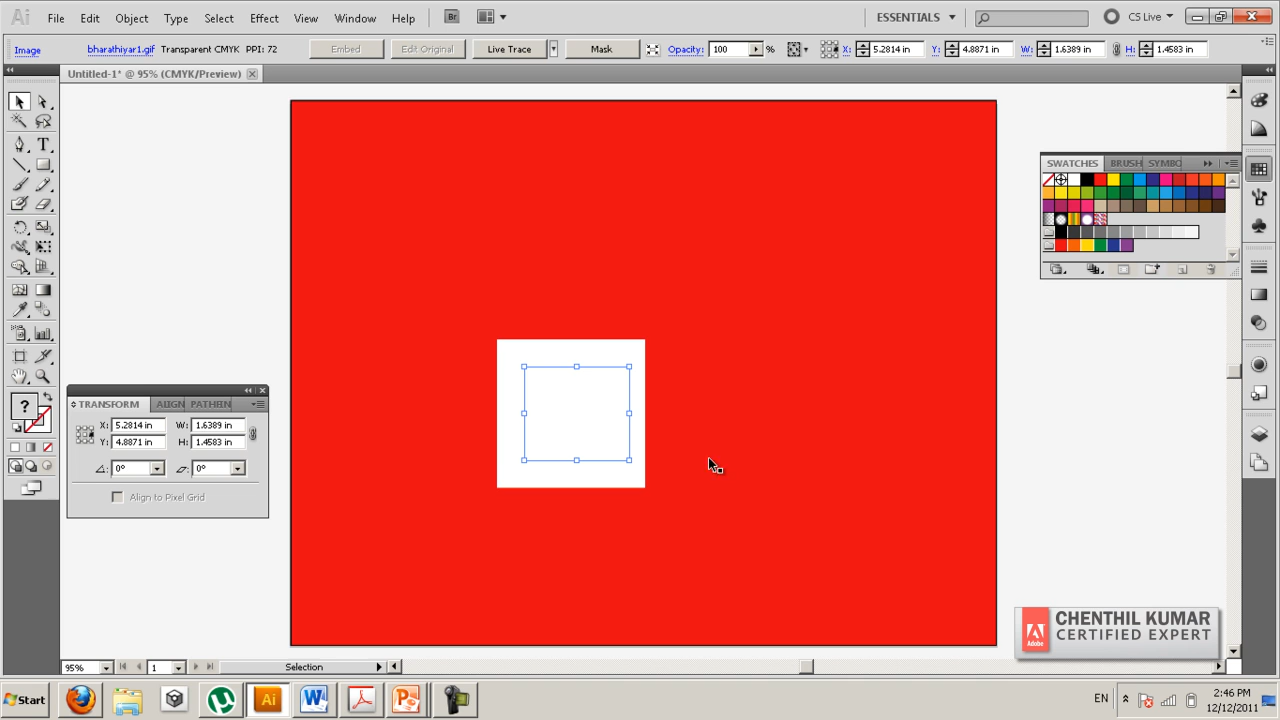 Ai File Edit Object Type Select Effect View Window Help Br ESSENTIALS CS Live
Image bharathiyar1.gif Transparent CMYK PPI: 72 Embed Edit Original Live Trace Mask Opacity: 100 % X: 5.2814 in Y: 4.8871 in W: 1.6389 in H: 1.4583 in
Untitled-1* @ 95% (CMYK/Preview)
SWATCHES BRUSH SYMBO
TRANSFORM ALIGN PATHFIN
X: 5.2814 in W: 1.6389 in
Y: 4.8871 in H: 1.4583 in
0° 0°
Align to Pixel Grid
?
T
CHENTHIL KUMAR
CERTIFIED EXPERT
Adobe
95% 1 Selection
Start Ai EN 2:46 PM
12/12/2011